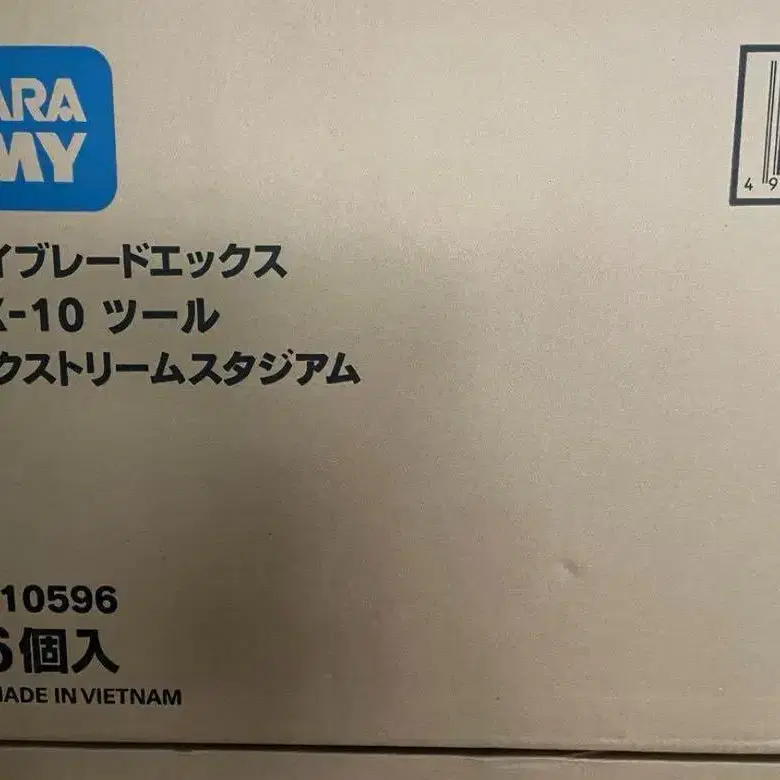 ARA
MY
イブレードエックス
-10 ツール
クストリームスタジアム
10596
6個入
MADE IN VIETNAM
4 9